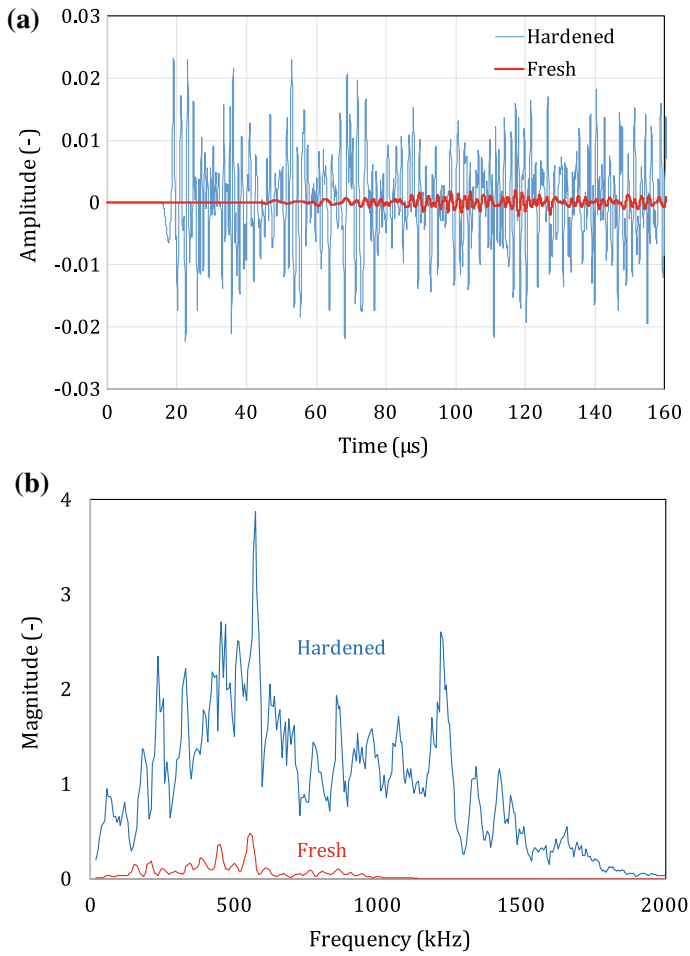 (a)
0.03
0.02
0.01
0
-0.01
-0.02
-0.03
Amplitude (-)
Hardened
Fresh
0 20 40 60 80 100 120 140 160
Time (µs)
(b)
4
3
2
1
0
Magnitude (-)
Hardened
Fresh
0 500 1000 1500 2000
Frequency (kHz)